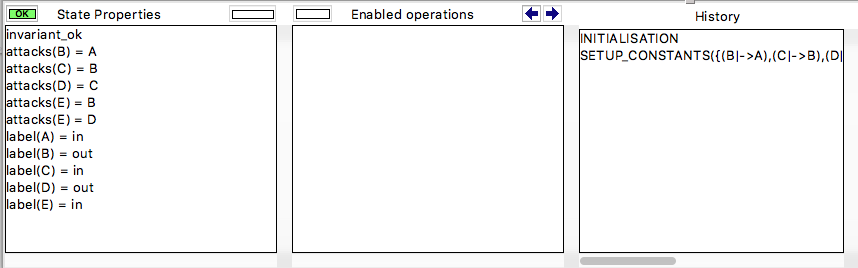 OK State Properties
Enabled operations
History
invariant_ok
attacks(B) = A
attacks(C) = B
attacks(D) = C
attacks(E) = B
attacks(E) = D
label(A) = in
label(B) = out
label(C) = in
label(D) = out
label(E) = in
INITIALISATION
SETUP_CONSTANTS({(B|->A),(C|->B),(D|